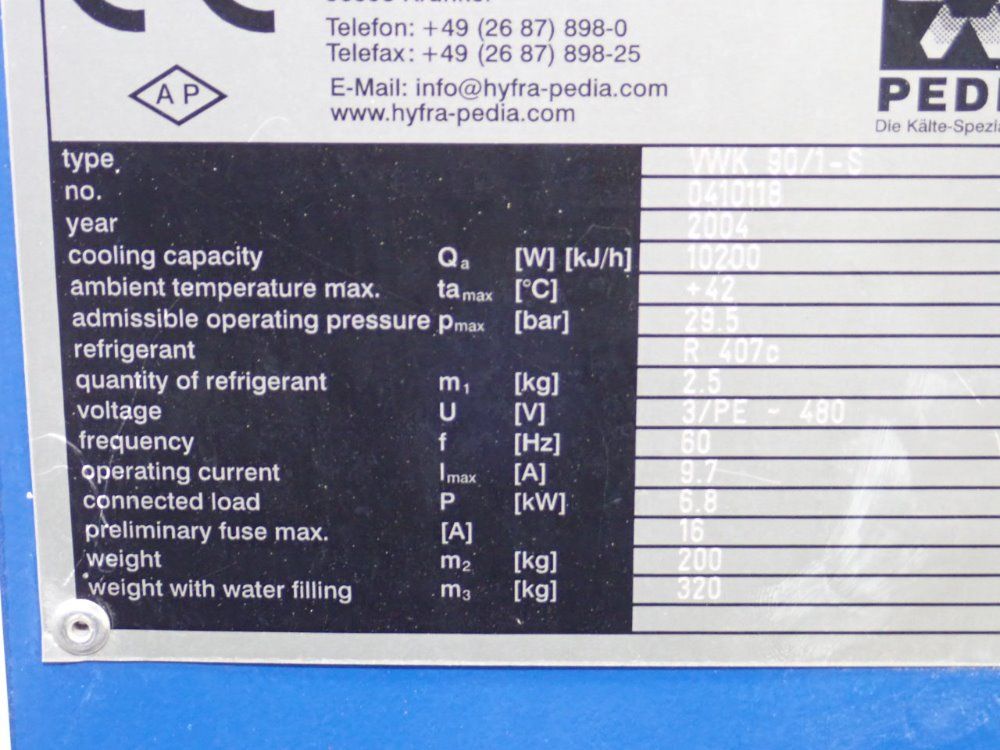 CE
Telefon: +49 (26 87) 898-0
Telefax: +49 (26 87) 898-25
E-Mail: info@hyfra-pedia.com
www.hyfra-pedia.com
AP
PEDI
Die Kälte-Spezia
type. VWK 90/1-S
no. 0410118
year 2004
cooling capacity Qa [W] [kJ/h] 10200
ambient temperature max. ta max [°C] +42
admissible operating pressure pmax [bar] 29.5
refrigerant R 407c
quantity of refrigerant m1 [kg] 2.5
voltage U [V] 3/PE ~ 480
frequency f [Hz] 60
operating current Imax [A] 9.7
connected load P [kW] 6.8
preliminary fuse max. [A] 16
weight m2 [kg] 200
weight with water filling m3 [kg] 320